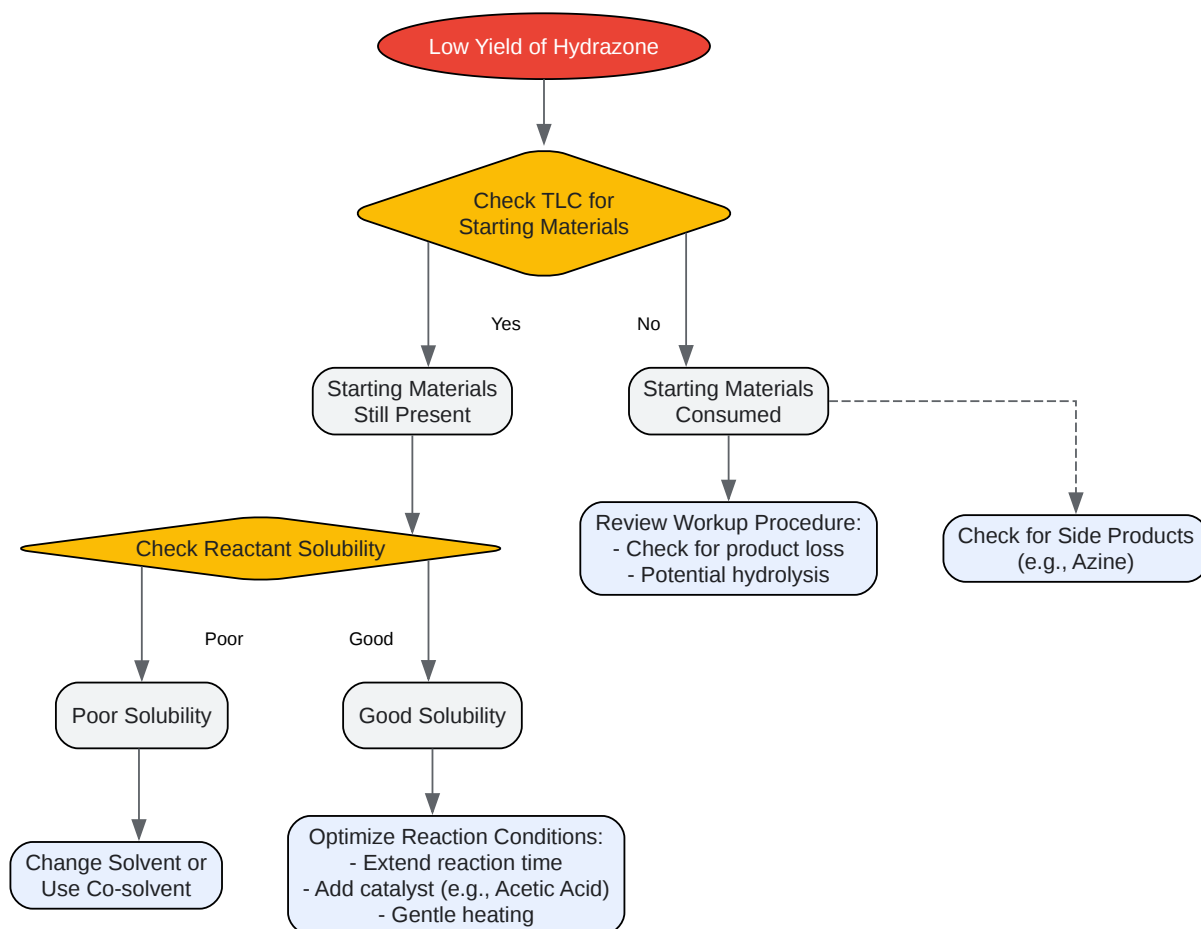 Low Yield of Hydrazone
Check TLC for
Starting Materials
Yes
No
Starting Materials
Still Present
Starting Materials
Consumed
Review Workup Procedure:
- Check for product loss
- Potential hydrolysis
Check for Side Products
(e.g., Azine)
Check Reactant Solubility
Poor
Good
Poor Solubility
Good Solubility
Change Solvent or
Use Co-solvent
Optimize Reaction Conditions:
- Extend reaction time
- Add catalyst (e.g., Acetic Acid)
- Gentle heating